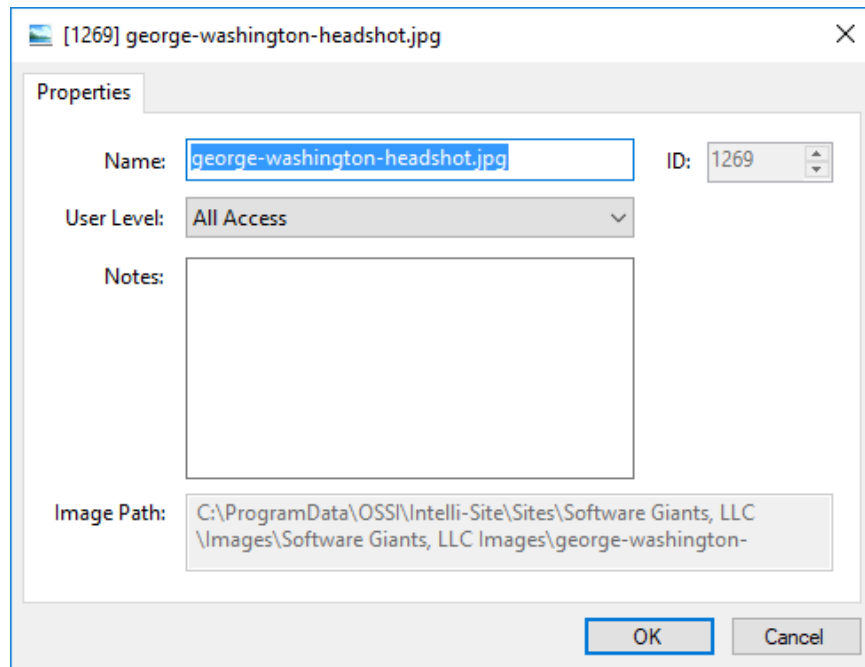 [1269] george-washington-headshot.jpg
Properties
Name: george-washington-headshot.jpg ID: 1269
User Level: All Access
Notes:
Image Path: C:\ProgramData\OSSI\Intelli-Site\Sites\Software Giants, LLC
\Images\Software Giants, LLC Images\george-washington-
OK Cancel